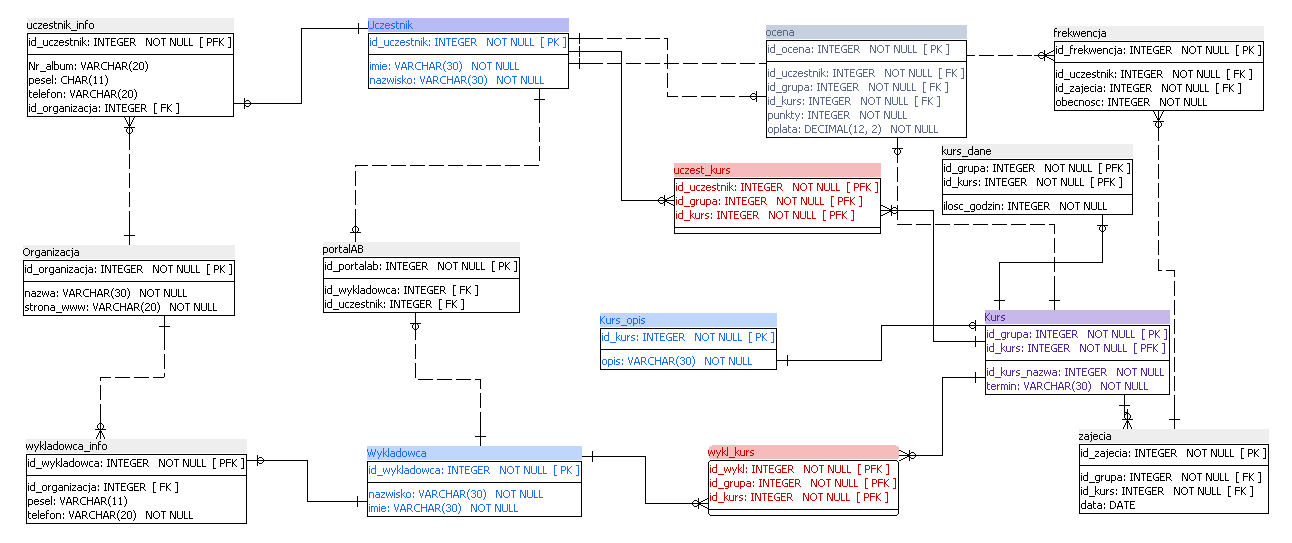 uczestnik_info
id_uczestnik: INTEGER NOT NULL [ PFK ]
Nr_album: VARCHAR(20)
pesel: CHAR(11)
telefon: VARCHAR(20)
id_organizacja: INTEGER [ FK ]
Uczestnik
id_uczestnik: INTEGER NOT NULL [ PK ]
imie: VARCHAR(30) NOT NULL
nazwisko: VARCHAR(30) NOT NULL
ocena
id_ocena: INTEGER NOT NULL [ PK ]
id_uczestnik: INTEGER NOT NULL [ FK ]
id_grupa: INTEGER NOT NULL [ FK ]
id_kurs: INTEGER NOT NULL [ FK ]
punkty: INTEGER NOT NULL
oplata: DECIMAL(12, 2) NOT NULL
frekwencja
id_frekwencja: INTEGER NOT NULL [ PK ]
id_uczestnik: INTEGER NOT NULL [ FK ]
id_zajecia: INTEGER NOT NULL [ FK ]
obecnosc: INTEGER NOT NULL
kurs_dane
id_grupa: INTEGER NOT NULL [ PFK ]
id_kurs: INTEGER NOT NULL [ PFK ]
ilosc_godzin: INTEGER NOT NULL
uczest_kurs
id_uczestnik: INTEGER NOT NULL [ PFK ]
id_grupa: INTEGER NOT NULL [ PFK ]
id_kurs: INTEGER NOT NULL [ PFK ]
Organizacja
id_organizacja: INTEGER NOT NULL [ PK ]
nazwa: VARCHAR(30) NOT NULL
strona_www: VARCHAR(20) NOT NULL
portalAB
id_portalab: INTEGER NOT NULL [ PK ]
id_wykladowca: INTEGER [ FK ]
id_uczestnik: INTEGER [ FK ]
Kurs_opis
id_kurs: INTEGER NOT NULL [ PK ]
opis: VARCHAR(30) NOT NULL
Kurs
id_grupa: INTEGER NOT NULL [ PK ]
id_kurs: INTEGER NOT NULL [ PFK ]
id_kurs_nazwa: INTEGER NOT NULL
termin: VARCHAR(30) NOT NULL
wykladowca_info
id_wykladowca: INTEGER NOT NULL [ PFK ]
id_organizacja: INTEGER [ FK ]
pesel: VARCHAR(11)
telefon: VARCHAR(20) NOT NULL
Wykladowca
id_wykladowca: INTEGER NOT NULL [ PK ]
nazwisko: VARCHAR(30) NOT NULL
imie: VARCHAR(30) NOT NULL
wykl_kurs
id_wykl: INTEGER NOT NULL [ PFK ]
id_grupa: INTEGER NOT NULL [ PFK ]
id_kurs: INTEGER NOT NULL [ PFK ]
zajecia
id_zajecia: INTEGER NOT NULL [ PK ]
id_grupa: INTEGER NOT NULL [ FK ]
id_kurs: INTEGER NOT NULL [ FK ]
data: DATE